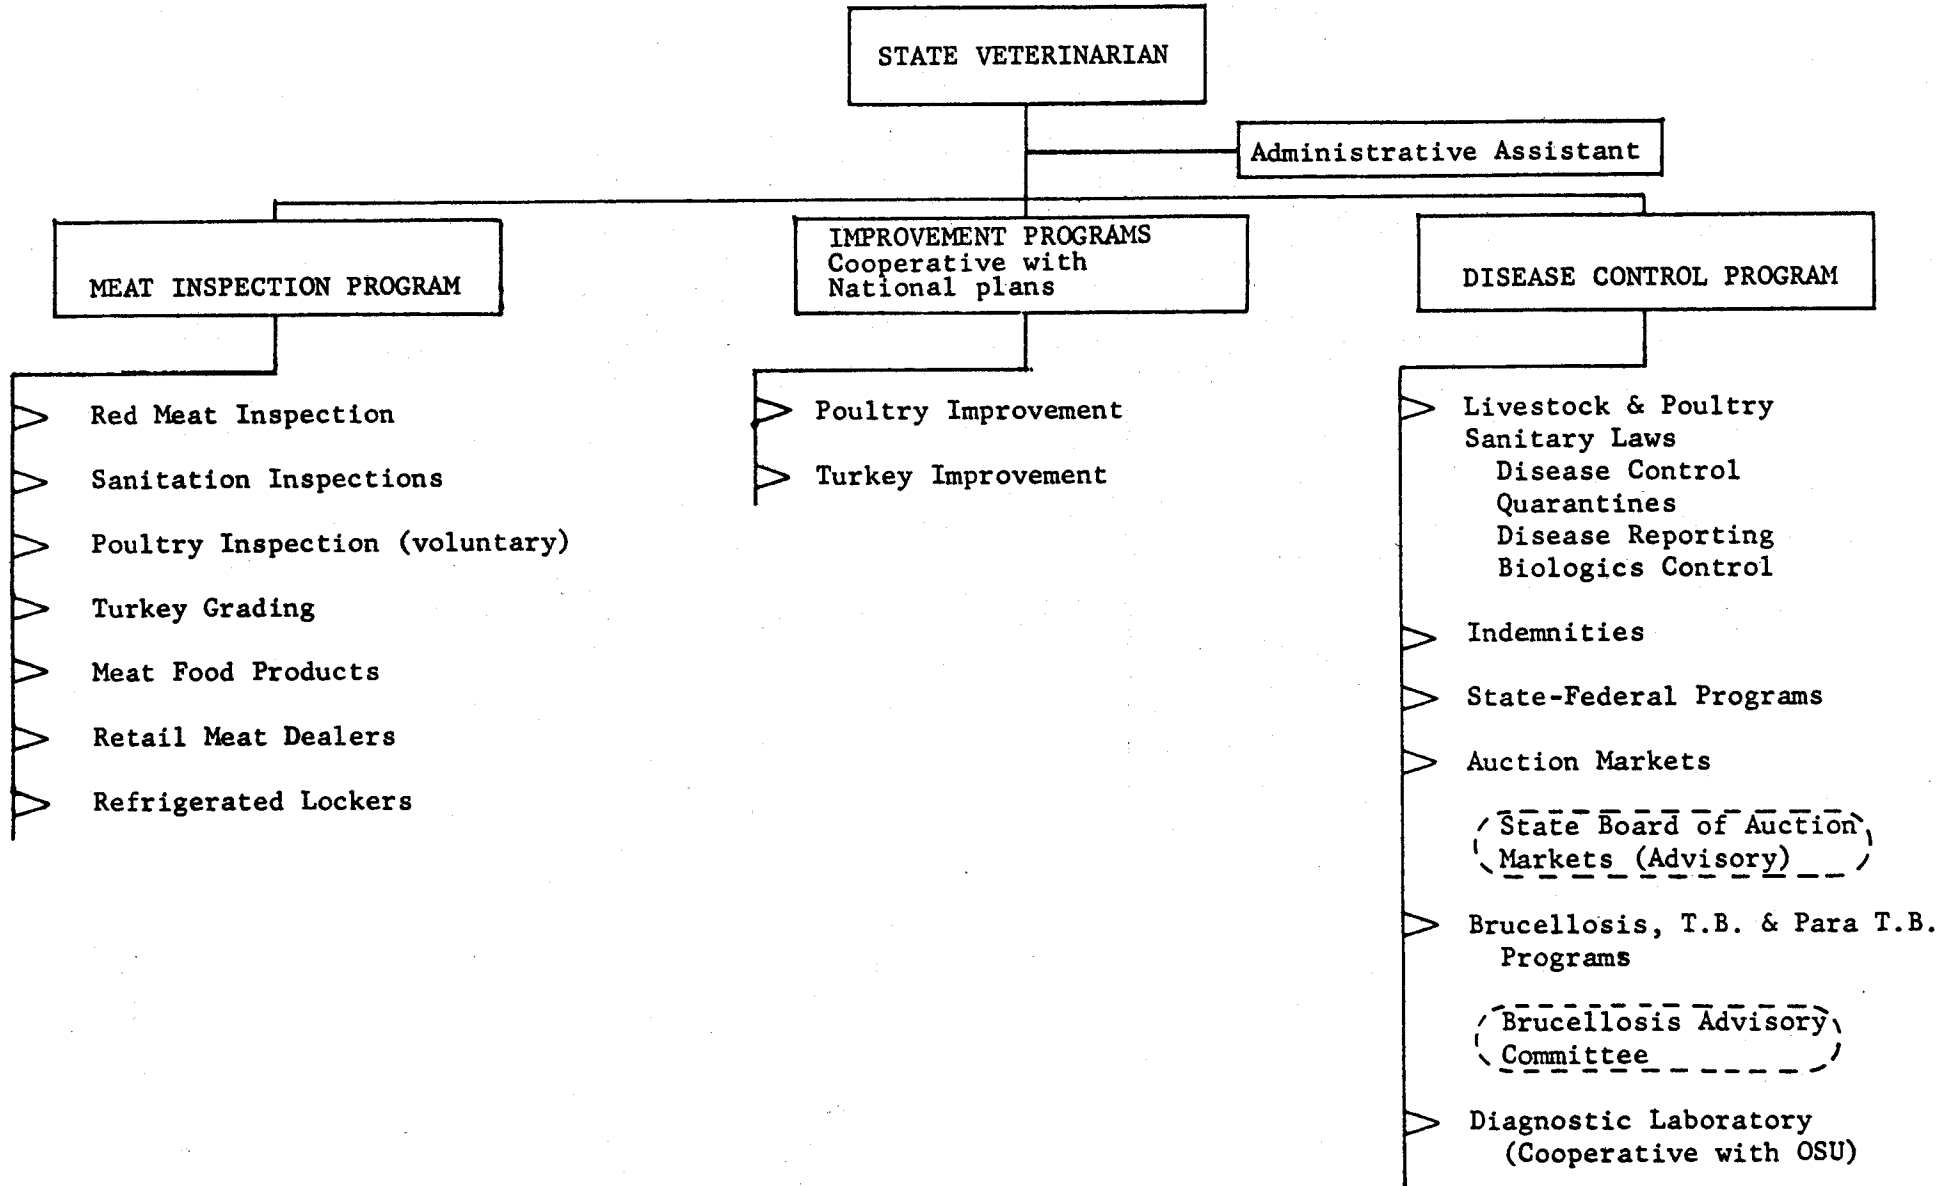 STATE VETERINARIAN
Administrative Assistant
MEAT INSPECTION PROGRAM
Red Meat Inspection
Sanitation Inspections
Poultry Inspection (voluntary)
Turkey Grading
Meat Food Products
Retail Meat Dealers
Refrigerated Lockers
IMPROVEMENT PROGRAMS
Cooperative with
National plans
Poultry Improvement
Turkey Improvement
DISEASE CONTROL PROGRAM
Livestock & Poultry
Sanitary Laws
Disease Control
Quarantines
Disease Reporting
Biologics Control
Indemnities
State-Federal Programs
Auction Markets
State Board of Auction
Markets (Advisory)
Brucellosis, T.B. & Para T.B.
Programs
Brucellosis Advisory
Committee
Diagnostic Laboratory
(Cooperative with OSU)